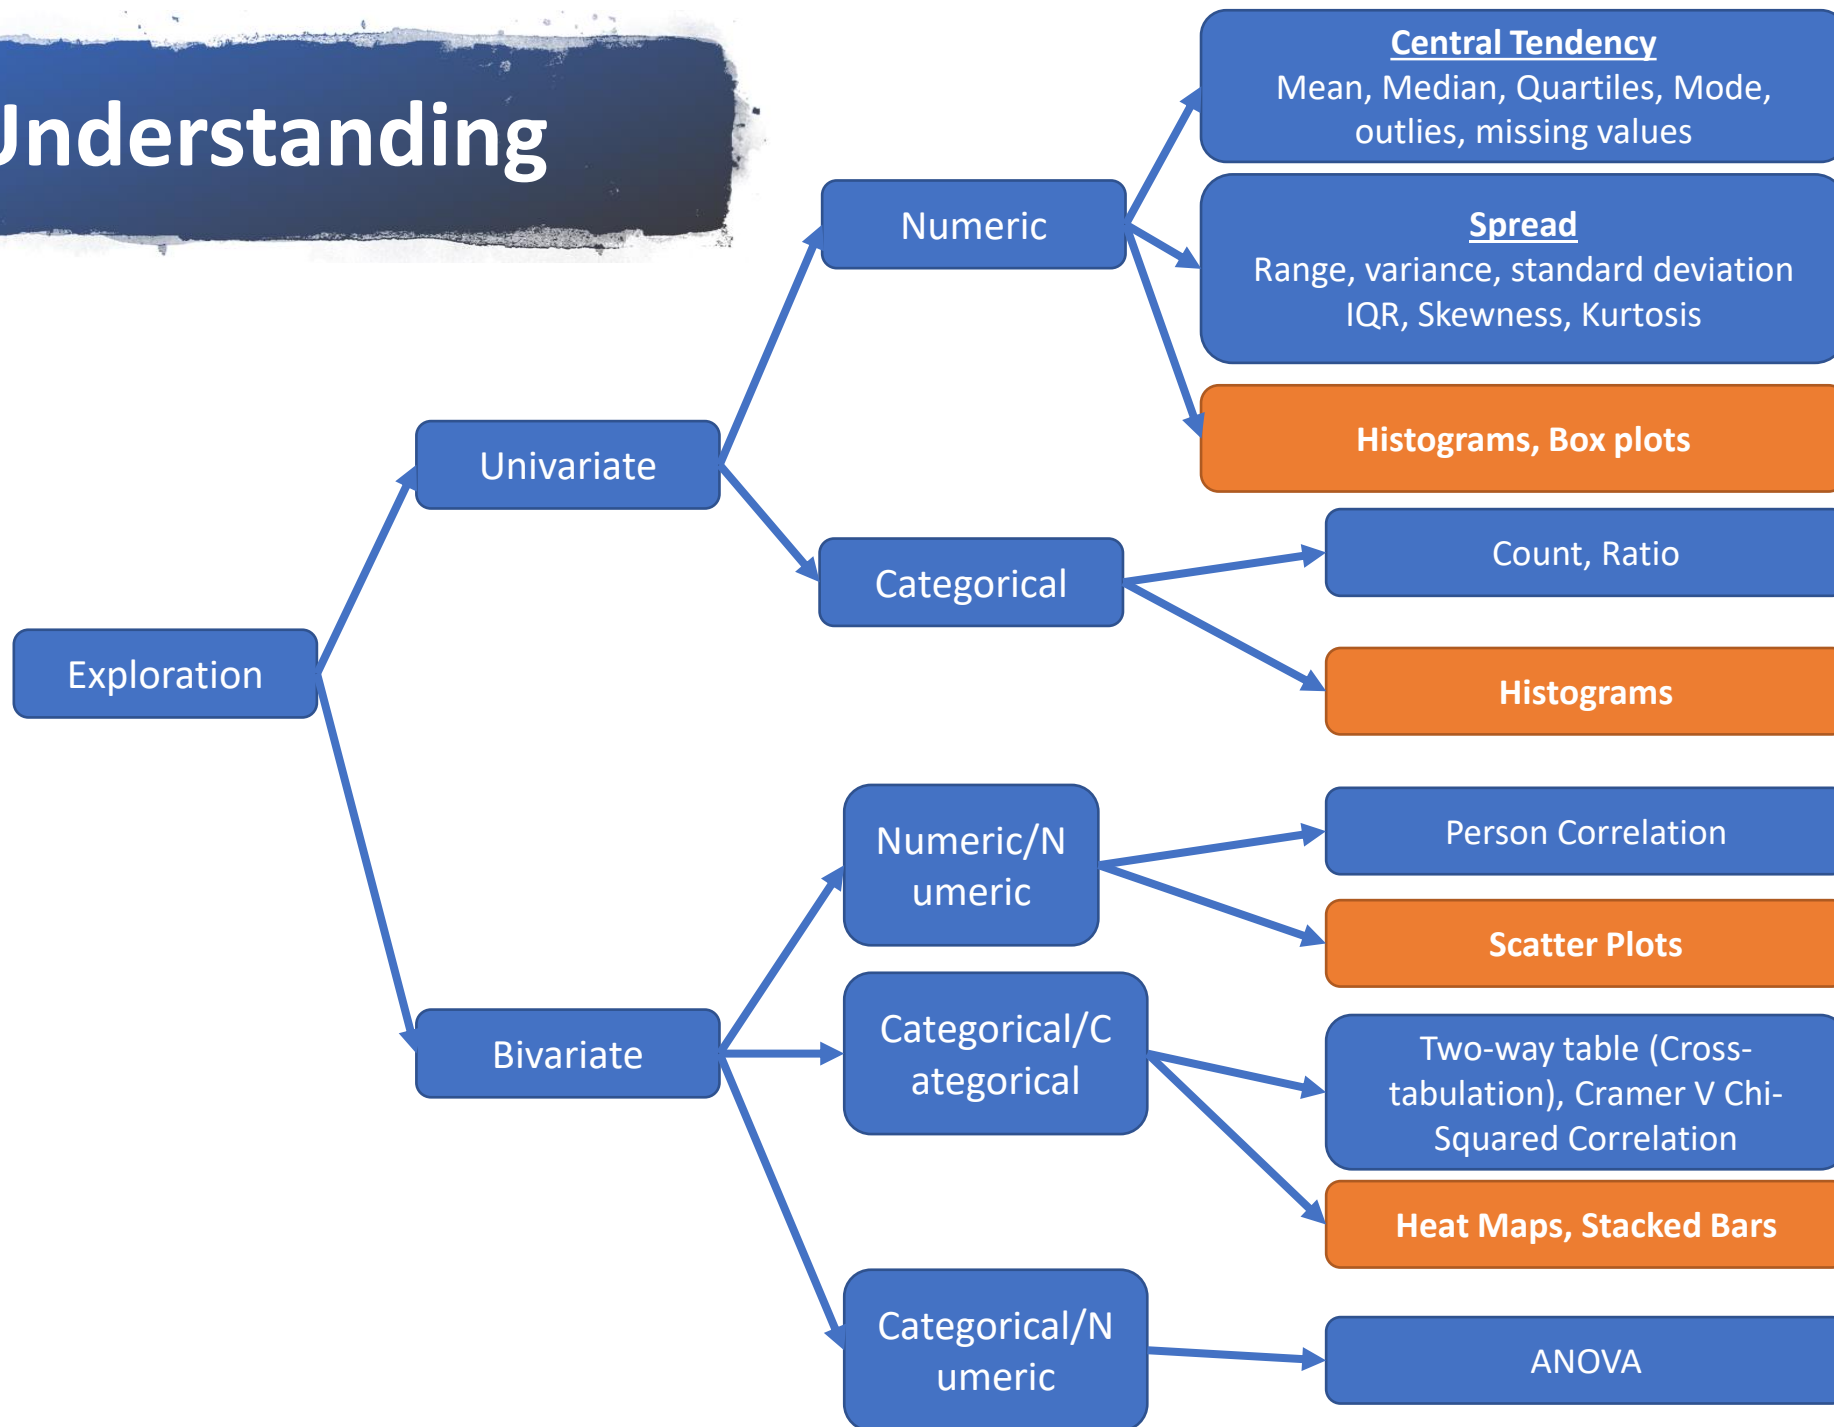 Understanding
Central Tendency
Mean, Median, Quartiles, Mode,
outlies, missing values
Numeric
Spread
Range, variance, standard deviation
IQR, Skewness, Kurtosis
Histograms, Box plots
Univariate
Categorical
Count, Ratio
Histograms
Exploration
Numeric/N
umeric
Person Correlation
Scatter Plots
Bivariate
Categorical/C
ategorical
Two-way table (Cross-
tabulation), Cramer V Chi-
Squared Correlation
Heat Maps, Stacked Bars
Categorical/N
umeric
ANOVA